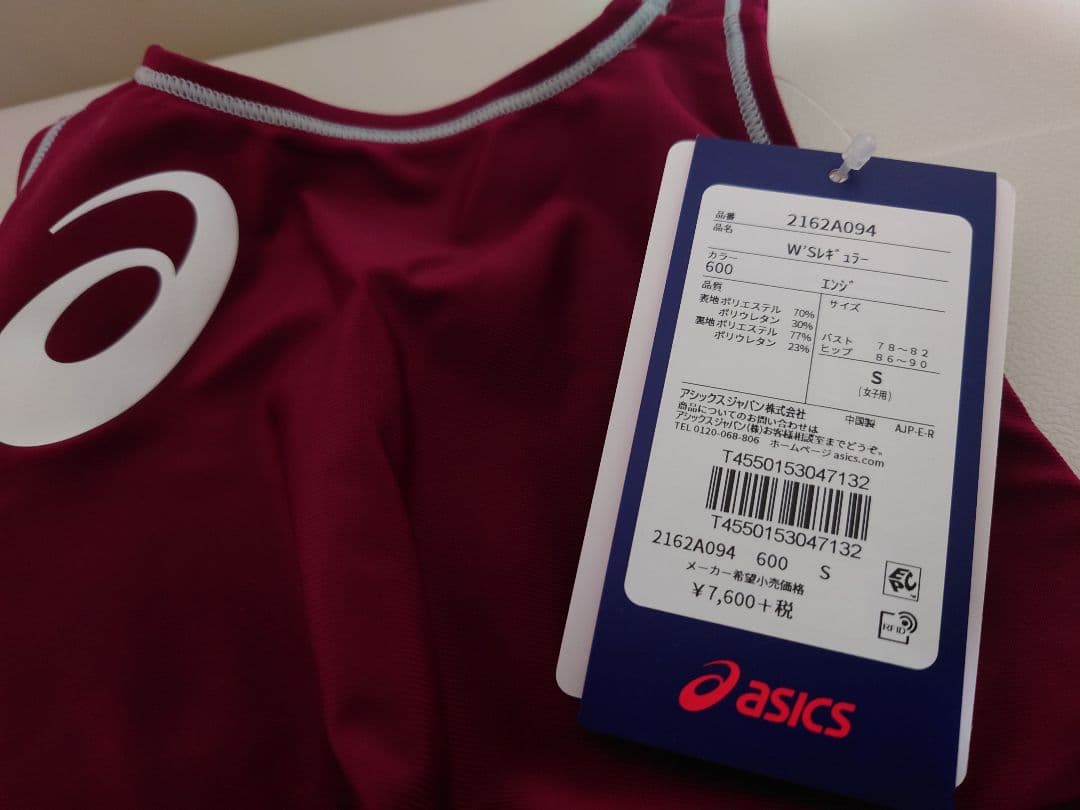 品番 2162A094
品名
W'Sレギュラー
カラー
600 エンジ
品質
表地 ポリエステル 70%
ポリウレタン 30%
裏地 ポリエステル 77%
ポリウレタン 23%
サイズ
バスト 78～82
ヒップ 86～90
S
(女子用)
アシックスジャパン株式会社 中国製 AJP-E-R
商品についてのお問い合わせは
アシックスジャパン(株)お客様相談室までどうぞ。
TEL 0120-068-806 ホームページ asics.com
T4550153047132
T4550153047132
2162A094 600 S
メーカー希望小売価格
¥7,600+税
EPC
RFID
asics